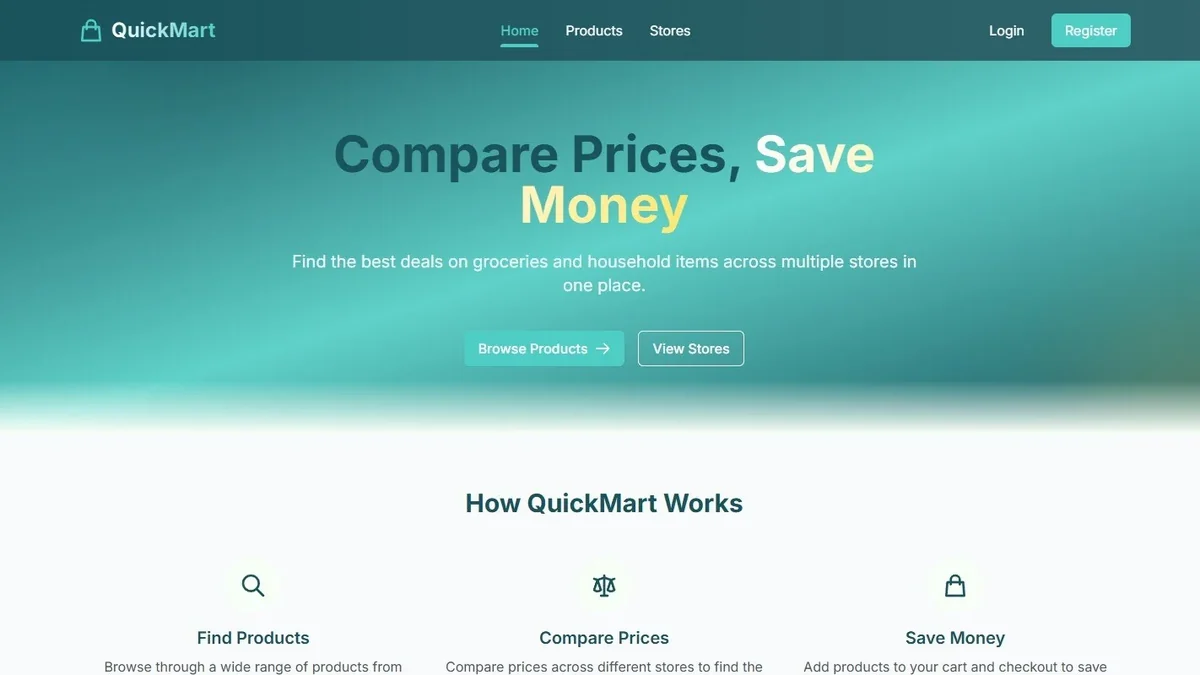 QuickMart
Home
Products
Stores
Login
Register
Compare Prices, Save
Money
Find the best deals on groceries and household items across multiple stores in
one place.
Browse Products →
View Stores
How QuickMart Works
Find Products
Compare Prices
Save Money
Browse through a wide range of products from
Compare prices across different stores to find the
Add products to your cart and checkout to save